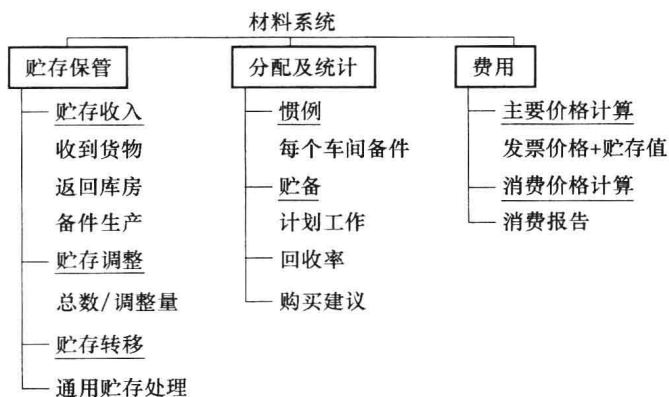 材料系统
贮存保管
分配及统计
费用
贮存收入
收到货物
返回库房
备件生产
贮存调整
总数/调整量
贮存转移
通用贮存处理
惯例
每个车间备件
贮备
计划工作
回收率
购买建议
主要价格计算
发票价格+贮存值
消费价格计算
消费报告